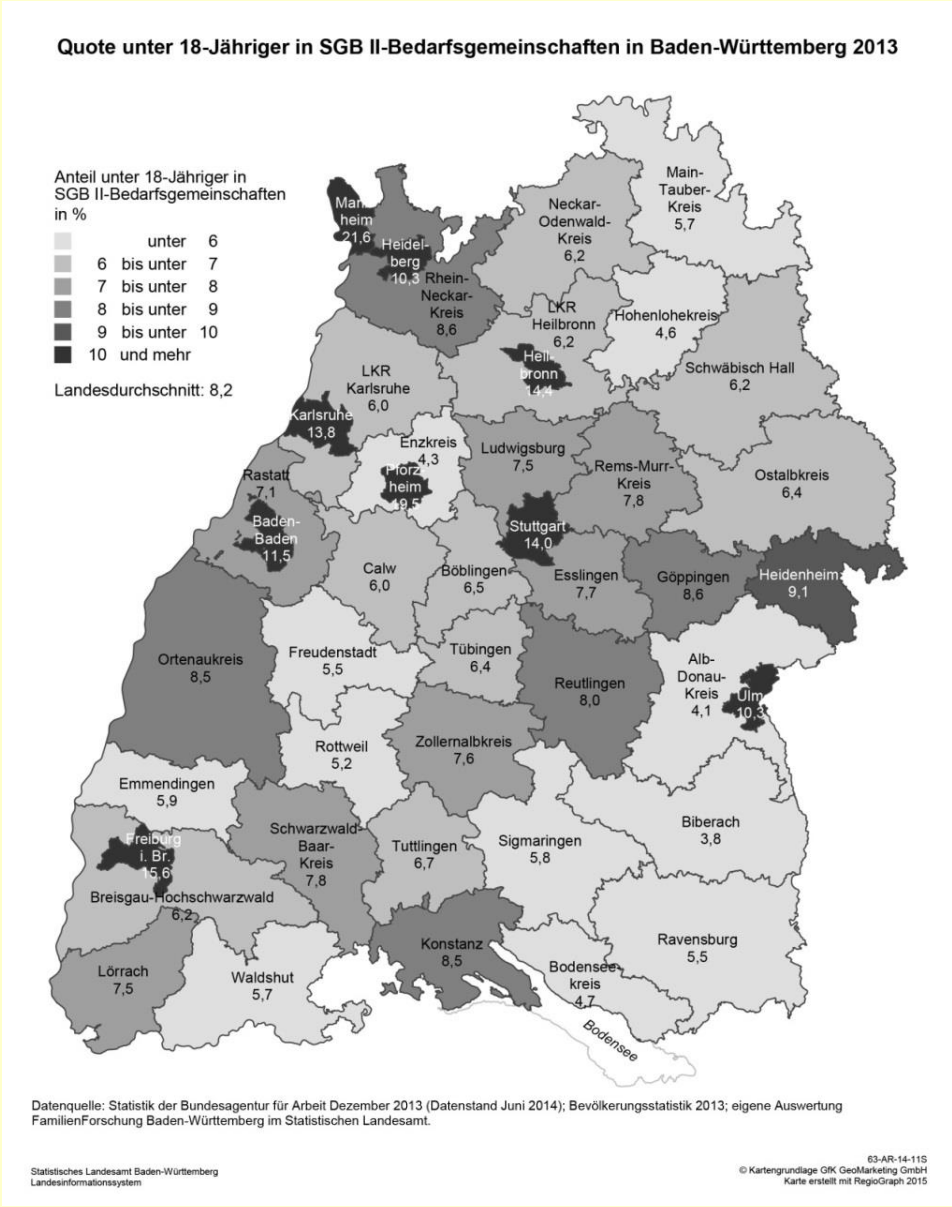 Quote unter 18-Jähriger in SGB II-Bedarfsgemeinschaften in Baden-Württemberg 2013
Anteil unter 18-Jähriger in
SGB II-Bedarfsgemeinschaften
in %
unter 6
6 bis unter 7
7 bis unter 8
8 bis unter 9
9 bis unter 10
10 und mehr
Landesdurchschnitt: 8,2
Main-
Tauber-
Kreis
5,7
Mann-
heim
21,6
Heidel-
berg
10,3
Rhein-
Neckar-
Kreis
8,6
Neckar-
Odenwald-
Kreis
6,2
LKR
Heilbronn
6,2
Hohenlohekreis
4,6
Heil-
bronn
14,4
Schwäbisch Hall
6,2
LKR
Karlsruhe
6,0
Karlsruhe
13,8
Enzkreis
4,3
Pforz-
heim
19,5
Ludwigsburg
7,5
Rems-Murr-
Kreis
7,8
Ostalbkreis
6,4
Rastatt
7,1
Baden-
Baden
11,5
Stuttgart
14,0
Calw
6,0
Böblingen
6,5
Esslingen
7,7
Göppingen
8,6
Heidenheim
9,1
Ortenaukreis
8,5
Freudenstadt
5,5
Tübingen
6,4
Reutlingen
8,0
Alb-
Donau-
Kreis
4,1
Ulm
10,3
Rottweil
5,2
Zollernalbkreis
7,6
Emmendingen
5,9
Freiburg
i. Br.
15,6
Breisgau-Hochschwarzwald
6,2
Schwarzwald-
Baar-
Kreis
7,8
Tuttlingen
6,7
Sigmaringen
5,8
Biberach
3,8
Lörrach
7,5
Waldshut
5,7
Konstanz
8,5
Bodensee-
kreis
4,7
Ravensburg
5,5
Bodensee
Datenquelle: Statistik der Bundesagentur für Arbeit Dezember 2013 (Datenstand Juni 2014); Bevölkerungsstatistik 2013; eigene Auswertung
FamilienForschung Baden-Württemberg im Statistischen Landesamt.
Statistisches Landesamt Baden-Württemberg
Landesinformationssystem
63-AR-14-11S
© Kartengrundlage GfK GeoMarketing GmbH
Karte erstellt mit RegioGraph 2015